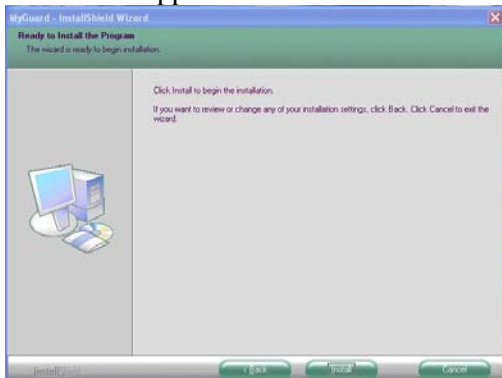 MyGuard - InstallShield Wizard
Ready to Install the Program
The wizard is ready to begin installation.
Click Install to begin the installation.
If you want to review or change any of your installation settings, click Back. Click Cancel to exit the
wizard.
InstallShield
< Back
Install
Cancel